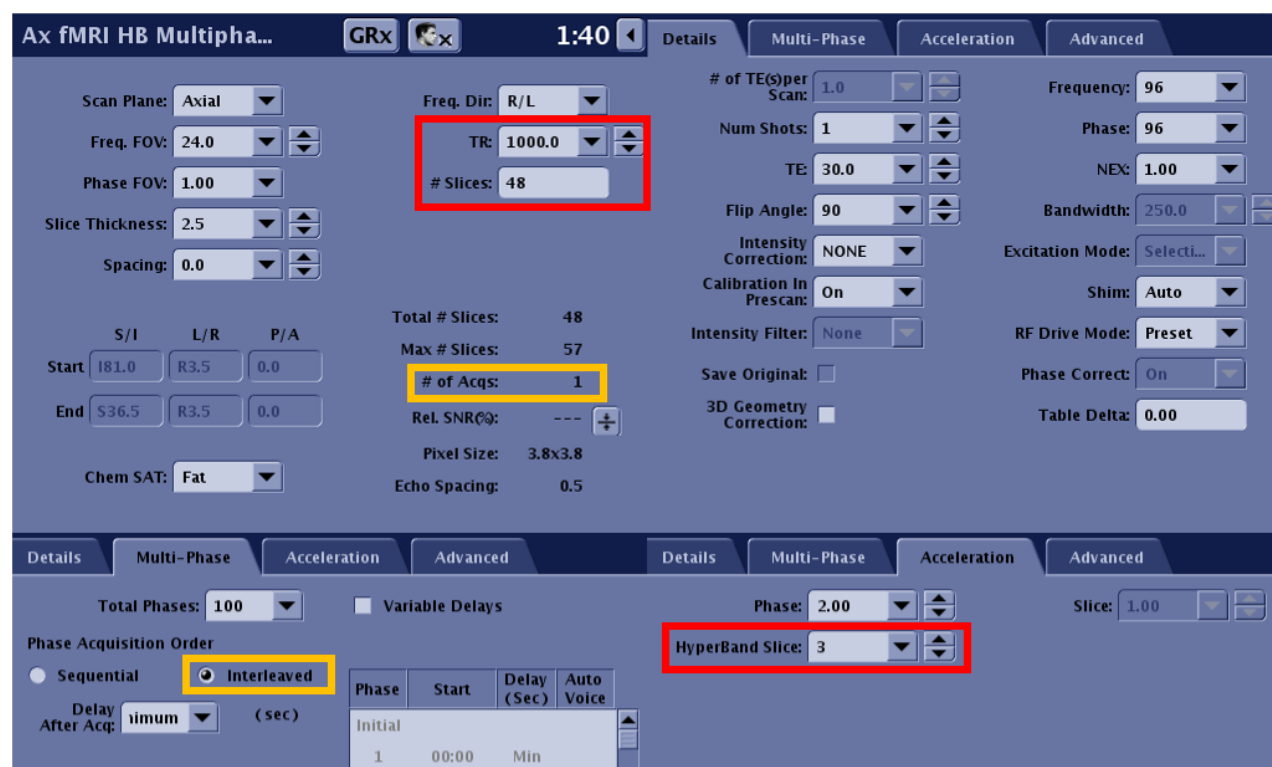 Ax fMRI HB Multipha... GRx x 1:40
Scan Plane: Axial Freq. Dir: R/L
Freq. FOV: 24.0 TR: 1000.0
Phase FOV: 1.00 # Slices: 48
Slice Thickness: 2.5
Spacing: 0.0
Total # Slices: 48
S/I L/R P/A
Max # Slices: 57
Start I81.0 R3.5 0.0
# of Acqs: 1
End S36.5 R3.5 0.0
Rel. SNR(%): ---
Pixel Size: 3.8x3.8
Chem SAT: Fat
Echo Spacing: 0.5
Details Multi-Phase Acceleration Advanced
# of TE(s)per
Scan: 1.0 Frequency: 96
Num Shots: 1 Phase: 96
TE: 30.0 NEX: 1.00
Flip Angle: 90 Bandwidth: 250.0
Intensity
Correction: NONE Excitation Mode: Selecti...
Calibration In
Prescan: On Shim: Auto
Intensity Filter: None RF Drive Mode: Preset
Save Original: Phase Correct: On
3D Geometry
Correction: Table Delta: 0.00
Details Multi-Phase Acceleration Advanced
Total Phases: 100 Variable Delays
Phase Acquisition Order
Sequential Interleaved
Delay
After Acq: nimum (sec)
Phase Start Delay (Sec) Auto Voice
Initial
1 00:00 Min
Details Multi-Phase Acceleration Advanced
Phase: 2.00 Slice: 1.00
HyperBand Slice: 3